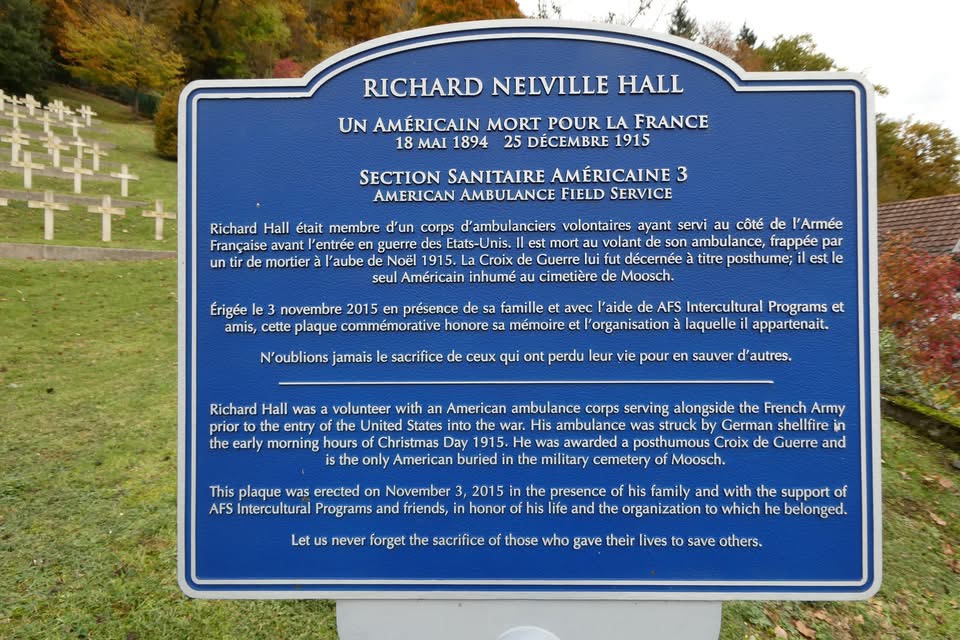 RICHARD NELVILLE HALL
UN AMÉRICAIN MORT POUR LA FRANCE
18 MAI 1894 25 DÉCEMBRE 1915
SECTION SANITAIRE AMÉRICAINE 3
AMERICAN AMBULANCE FIELD SERVICE
Richard Hall était membre d'un corps d'ambulanciers volontaires ayant servi au côté de l'Armée
Française avant l'entrée en guerre des Etats-Unis. Il est mort au volant de son ambulance, frappée par
un tir de mortier à l'aube de Noël 1915. La Croix de Guerre lui fut décernée à titre posthume; il est le
seul Américain inhumé au cimetière de Moosch.
Érigée le 3 novembre 2015 en présence de sa famille et avec l'aide de AFS Intercultural Programs et
amis, cette plaque commémorative honore sa mémoire et l'organisation à laquelle il appartenait.
N'oublions jamais le sacrifice de ceux qui ont perdu leur vie pour en sauver d'autres.
Richard Hall was a volunteer with an American ambulance corps serving alongside the French Army
prior to the entry of the United States into the war. His ambulance was struck by German shellfire in
the early morning hours of Christmas Day 1915. He was awarded a posthumous Croix de Guerre and
is the only American buried in the military cemetery of Moosch.
This plaque was erected on November 3, 2015 in the presence of his family and with the support of
AFS Intercultural Programs and friends, in honor of his life and the organization to which he belonged.
Let us never forget the sacrifice of those who gave their lives to save others.